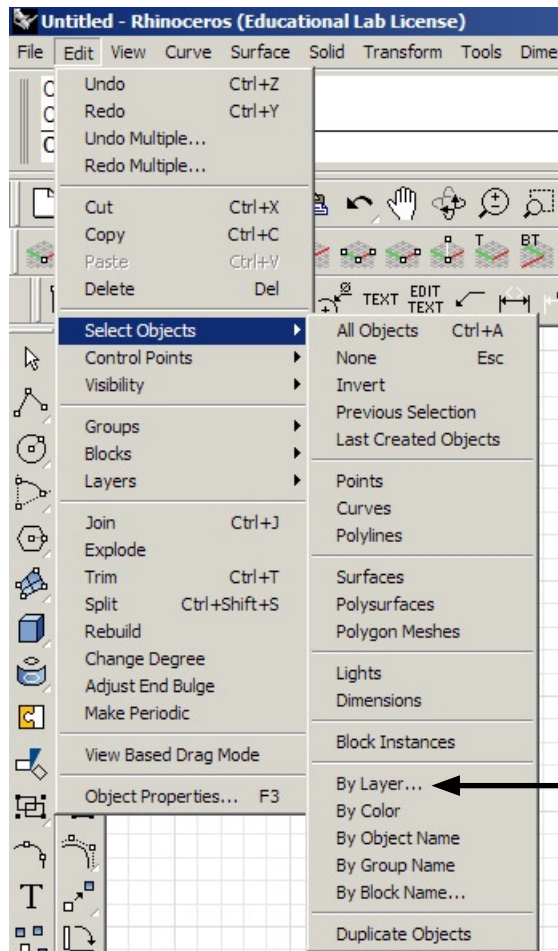 Untitled - Rhinoceros (Educational Lab License)
File Edit View Curve Surface Solid Transform Tools Dime
Undo Ctrl+Z
Redo Ctrl+Y
Undo Multiple...
Redo Multiple...
Cut Ctrl+X
Copy Ctrl+C
Paste Ctrl+V
Delete Del
Select Objects
Control Points
Visibility
Groups
Blocks
Layers
Join Ctrl+J
Explode
Trim Ctrl+T
Split Ctrl+Shift+S
Rebuild
Change Degree
Adjust End Bulge
Make Periodic
View Based Drag Mode
Object Properties... F3
T BT
TEXT EDIT
TEXT
All Objects Ctrl+A
None Esc
Invert
Previous Selection
Last Created Objects
Points
Curves
Polylines
Surfaces
Polysurfaces
Polygon Meshes
Lights
Dimensions
Block Instances
By Layer...
By Color
By Object Name
By Group Name
By Block Name...
Duplicate Objects
T